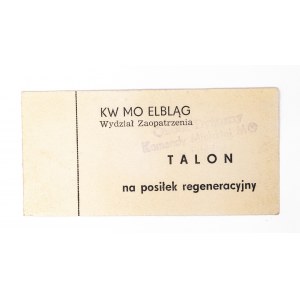 KW MO ELBLĄG
Wydział Zaopatrzenia
TALON
na posiłek regeneracyjny